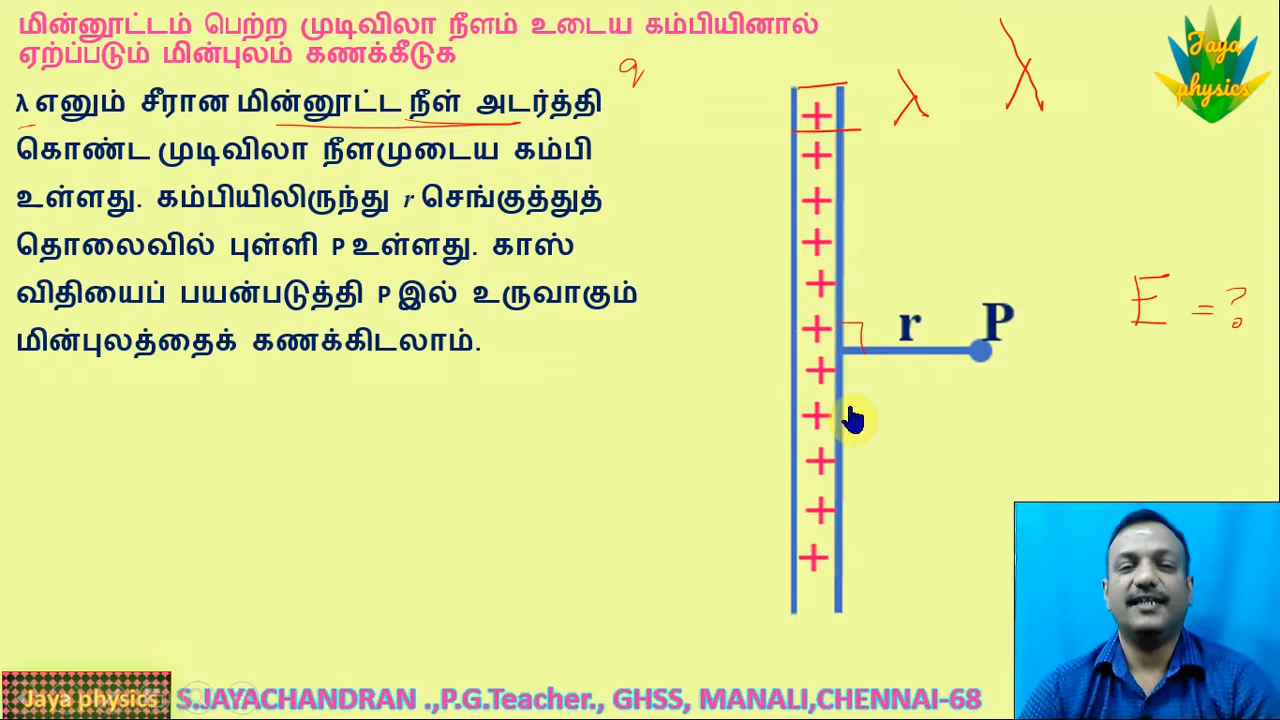 மின்னூட்டம் பெற்ற முடிவிலா நீளம் உடைய கம்பியினால்
ஏற்ப்படும் மின்புலம் கணக்கீடுக
q
λ எனும் சீரான மின்னூட்ட நீள் அடர்த்தி
கொண்ட முடிவிலா நீளமுடைய கம்பி
உள்ளது. கம்பியிலிருந்து r செங்குத்துத்
தொலைவில் புள்ளி P உள்ளது. காஸ்
விதியைப் பயன்படுத்தி P இல் உருவாகும்
மின்புலத்தைக் கணக்கிடலாம்.
λ λ
+
+
+
+
+
+
+
+
+
+
+
r P
E = ?
Jaya
physics
Jaya physics S.JAYACHANDRAN .,P.G.Teacher., GHSS, MANALI,CHENNAI-68